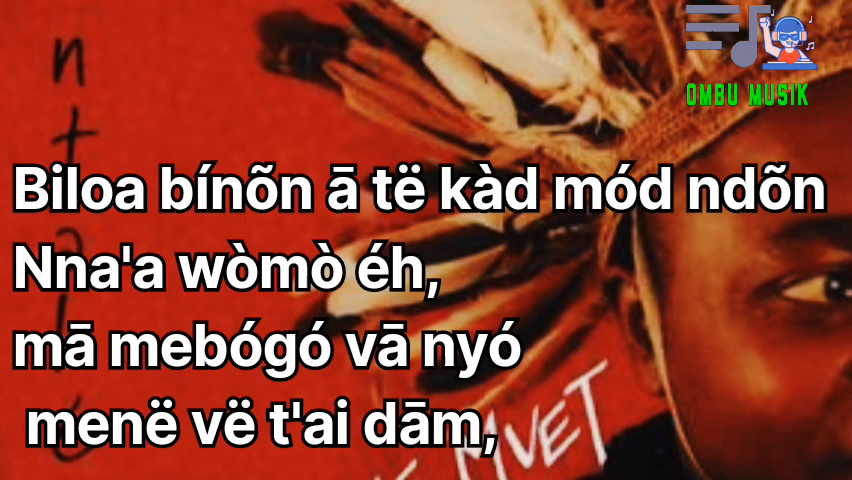 OMBU MUSIK
Biloa bínõn ā të kàd mód ndõn
Nna'a wòmò éh,
mā mebógó vā nyó
menë vë t'ai dām,
MVET